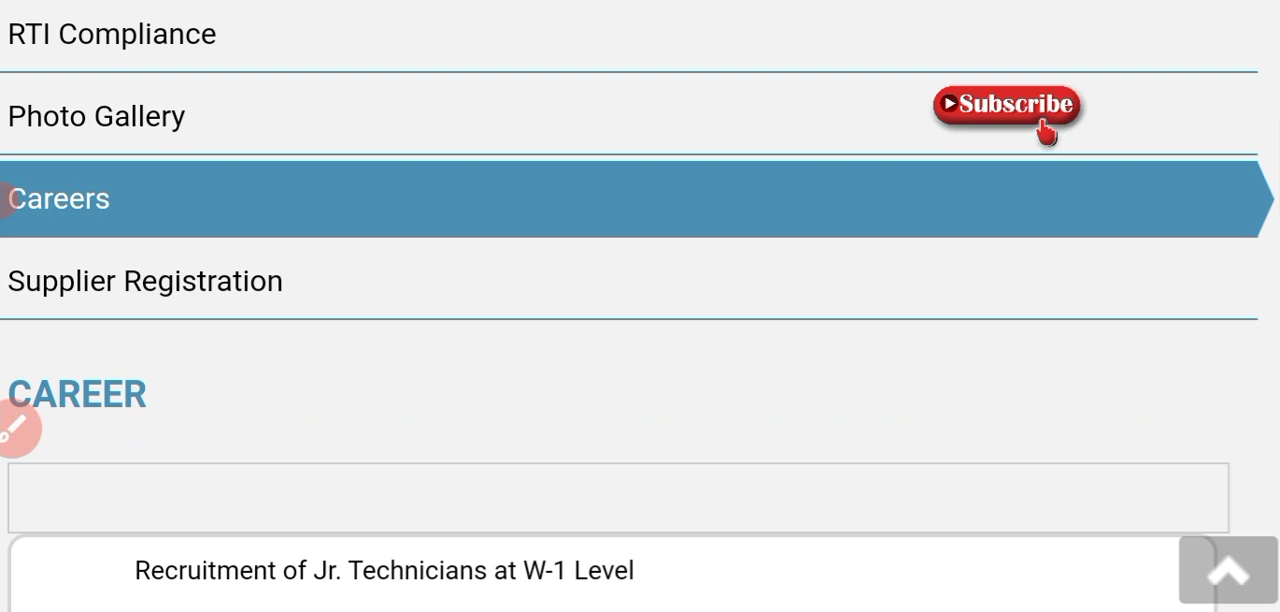 RTI Compliance
Photo Gallery
Subscribe
Careers
Supplier Registration
CAREER
Recruitment of Jr. Technicians at W-1 Level